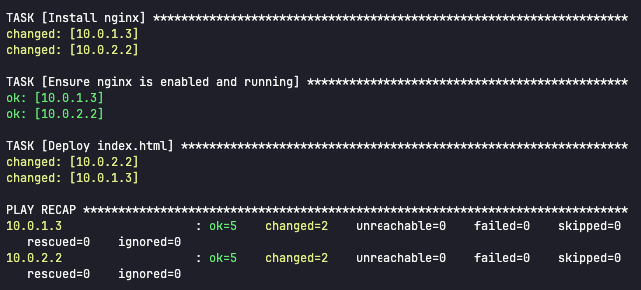 TASK [Install nginx] ********************************************************************
changed: [10.0.1.3]
changed: [10.0.2.2]
TASK [Ensure nginx is enabled and running] **********************************************
ok: [10.0.1.3]
ok: [10.0.2.2]
TASK [Deploy index.html] ****************************************************************
changed: [10.0.2.2]
changed: [10.0.1.3]
PLAY RECAP ******************************************************************************
10.0.1.3                   : ok=5    changed=2    unreachable=0    failed=0    skipped=0
   rescued=0    ignored=0
10.0.2.2                   : ok=5    changed=2    unreachable=0    failed=0    skipped=0
   rescued=0    ignored=0